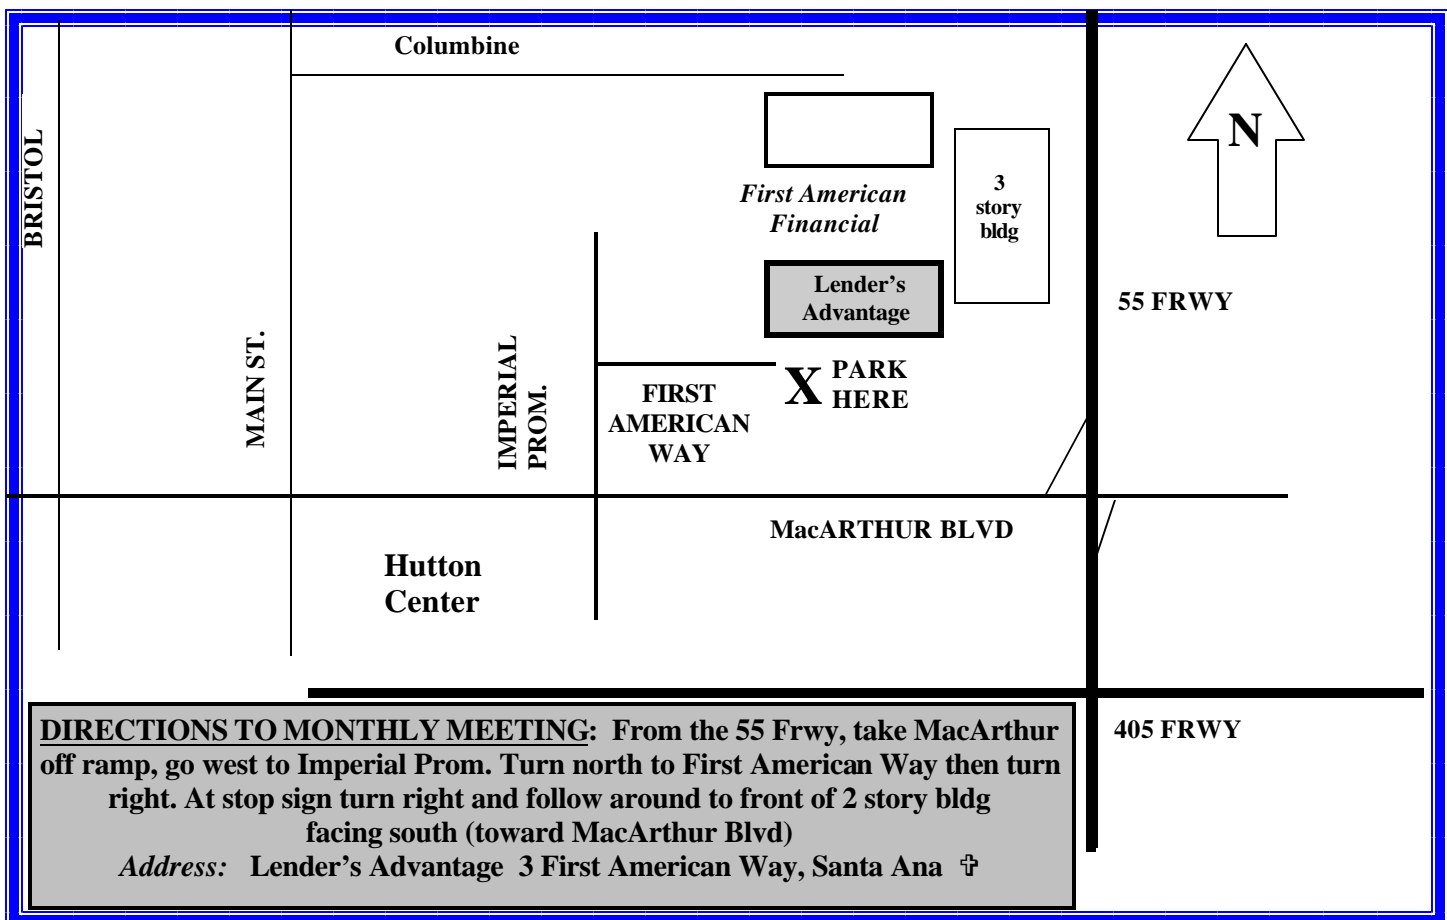 Columbine
BRISTOL
N
3
story
bldg
First American
Financial
Lender's
Advantage
55 FRWY
MAIN ST.
IMPERIAL
PROM.
FIRST
AMERICAN
WAY
X PARK
HERE
MacARTHUR BLVD
Hutton
Center
405 FRWY
DIRECTIONS TO MONTHLY MEETING: From the 55 Frwy, take MacArthur
off ramp, go west to Imperial Prom. Turn north to First American Way then turn
right. At stop sign turn right and follow around to front of 2 story bldg
facing south (toward MacArthur Blvd)
Address: Lender's Advantage 3 First American Way, Santa Ana ✞